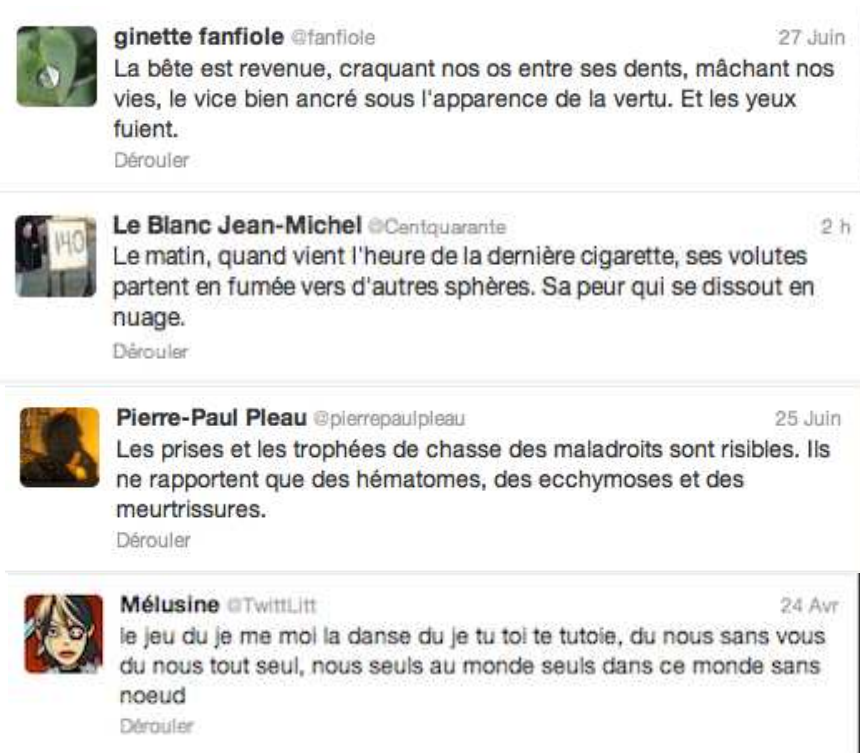 ginette fanfiole @fanfiole 27 Juin
La bête est revenue, craquant nos os entre ses dents, mâchant nos
vies, le vice bien ancré sous l'apparence de la vertu. Et les yeux
fuient.
Dérouler
Le Blanc Jean-Michel @Centquarante 2 h
140
Le matin, quand vient l'heure de la dernière cigarette, ses volutes
partent en fumée vers d'autres sphères. Sa peur qui se dissout en
nuage.
Dérouler
Pierre-Paul Pleau @pierrepaulpleau 25 Juin
Les prises et les trophées de chasse des maladroits sont risibles. Ils
ne rapportent que des hématomes, des ecchymoses et des
meurtrissures.
Dérouler
Mélusine @TwittLitt 24 Avr
le jeu du je me moi la danse du je tu toi te tutoie, du nous sans vous
du nous tout seul, nous seuls au monde seuls dans ce monde sans
noeud
Dérouler